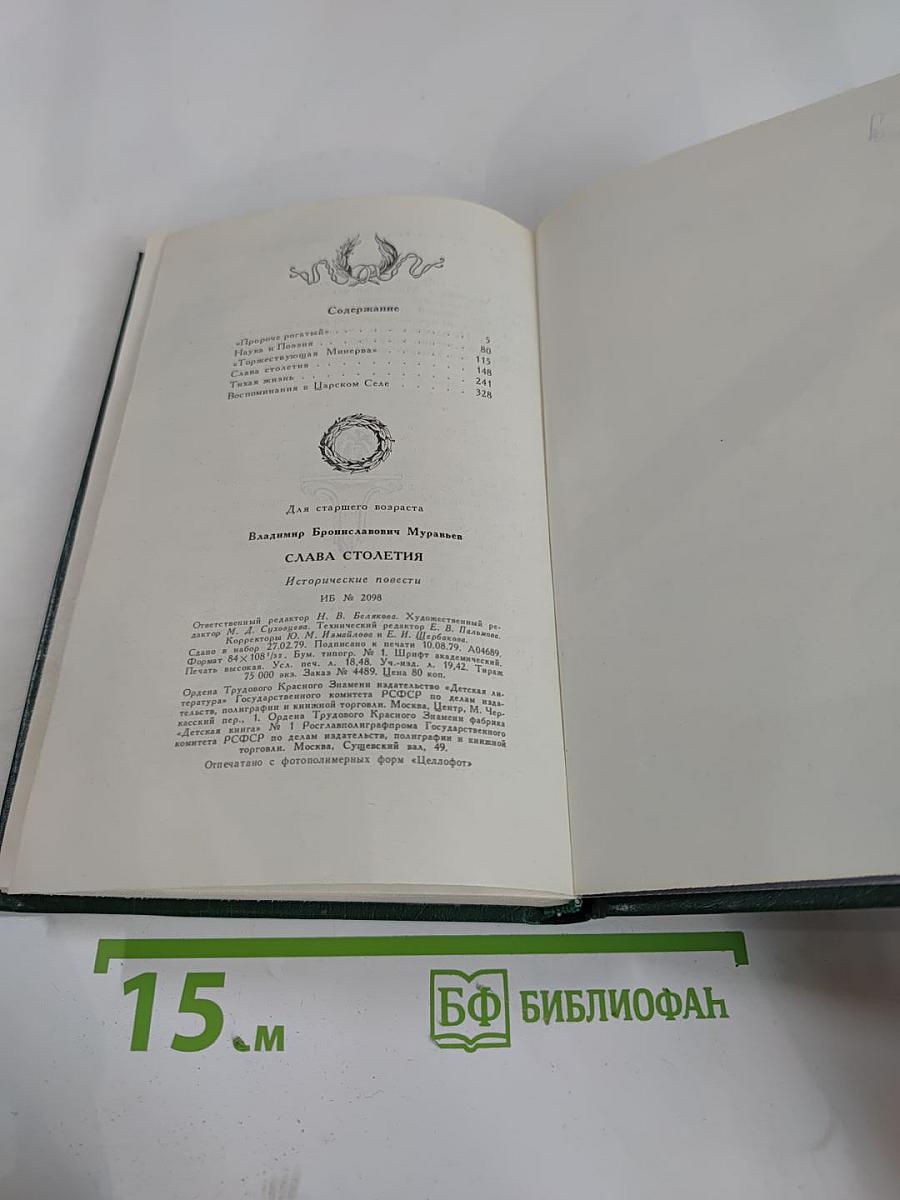 Содержание
«Пророче рогатый» . . . . . . . . . . 5
Наука и Поэзия . . . . . . . . . . 80
«Торжествующая Минерва» . . . . . . . 115
Слава столетия . . . . . . . . . . 148
Тихая жизнь . . . . . . . . . . . 241
Воспоминания в Царском Селе . . . . . . 328
Для старшего возраста
Владимир Брониславович Муравьев
СЛАВА СТОЛЕТИЯ
Исторические повести
ИБ № 2098
Ответственный редактор Н. В. Белякова. Художественный ре-
дактор М. Д. Суховцева. Технический редактор Е. В. Пальмова.
Корректоры Ю. М. Измайлова и Е. И. Щербакова.
Сдано в набор 27.02.79. Подписано к печати 10.08.79. А04689.
Формат 84×108¹/₃₂. Бум. типогр. № 1. Шрифт академический.
Печать высокая. Усл. печ. л. 18,48. Уч.-изд. л. 19,42. Тираж
75 000 экз. Заказ № 4489. Цена 80 коп.
Ордена Трудового Красного Знамени издательство «Детская ли-
тература» Государственного комитета РСФСР по делам изда-
тельств, полиграфии и книжной торговли. Москва, Центр, М. Чер-
касский пер., 1. Ордена Трудового Красного Знамени фабрика
«Детская книга» № 1 Росглавполиграфпрома Государственного
комитета РСФСР по делам издательств, полиграфии и книжной
торговли. Москва, Сущевский вал, 49.
Отпечатано с фотополимерных форм «Целлофот»
15 см
БФ БИБЛИОФАН